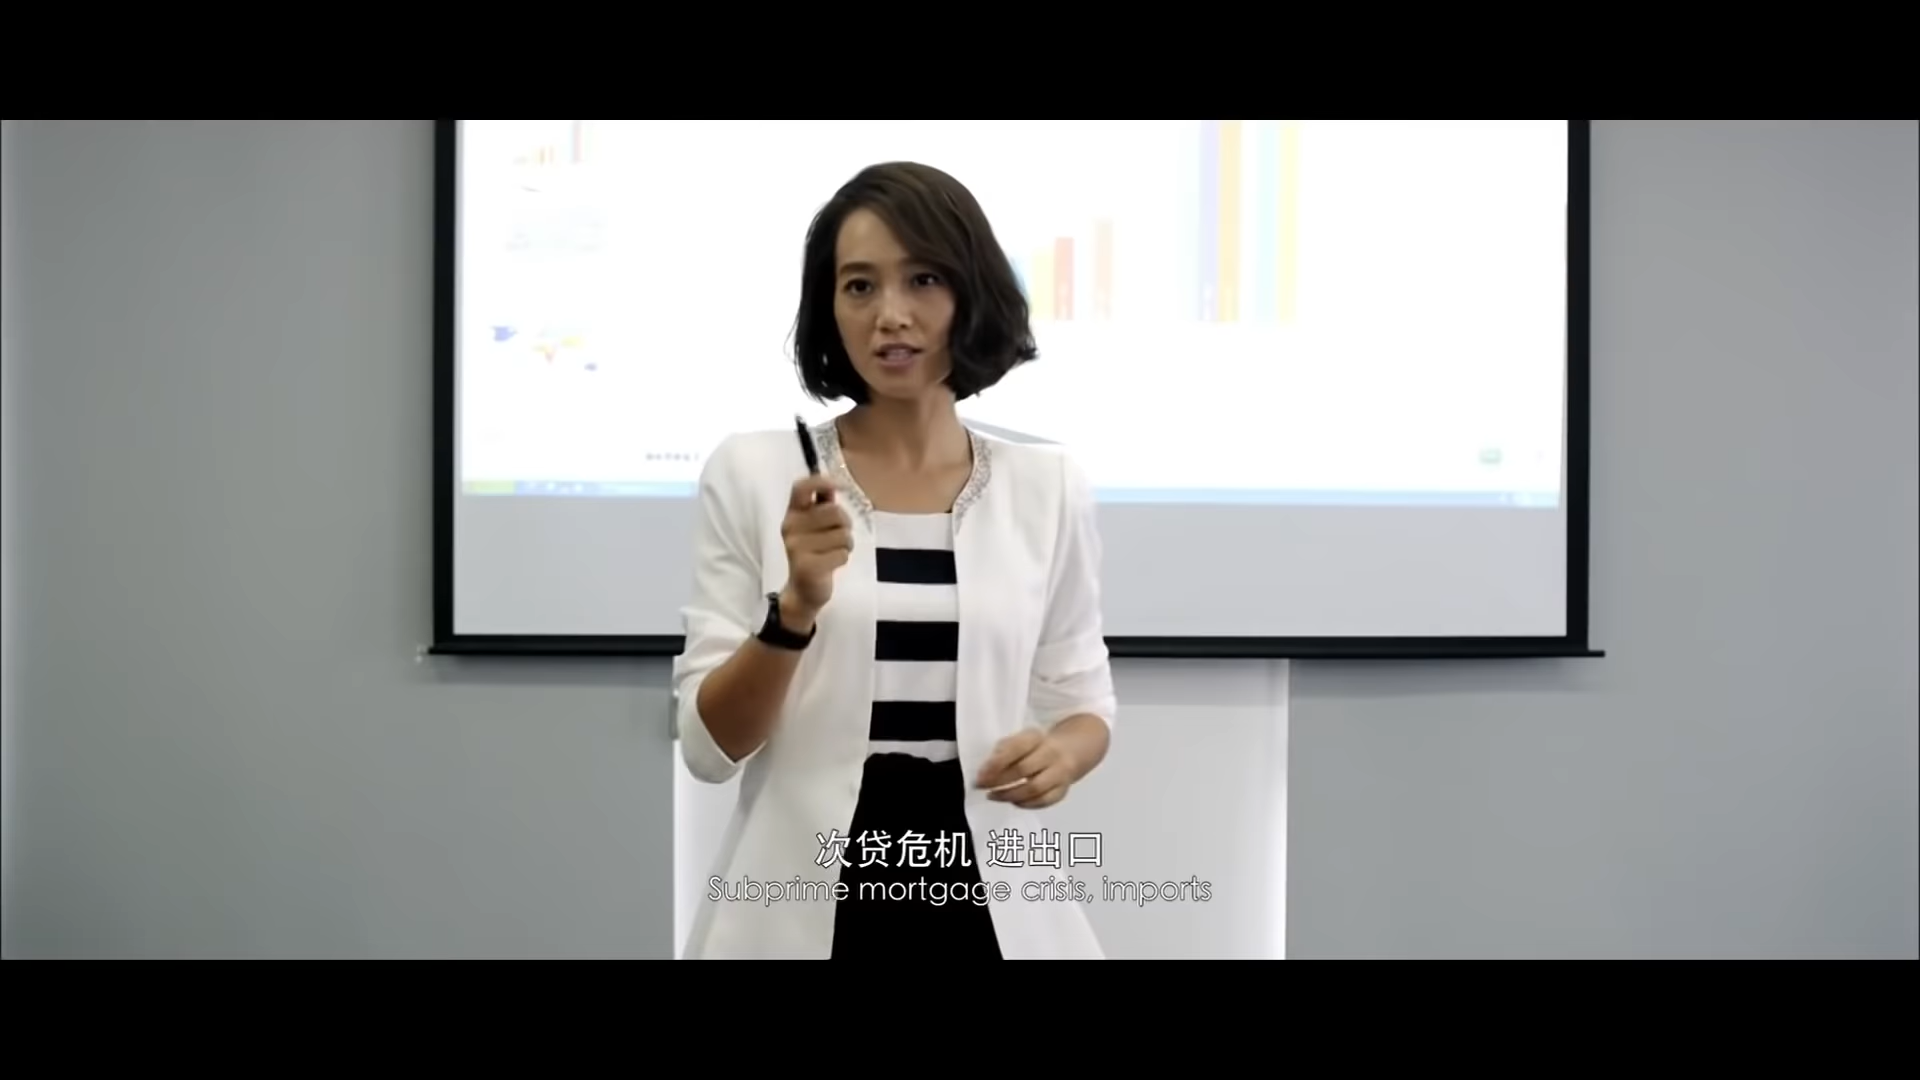 次贷危机 进出口
Subprime mortgage crisis, imports